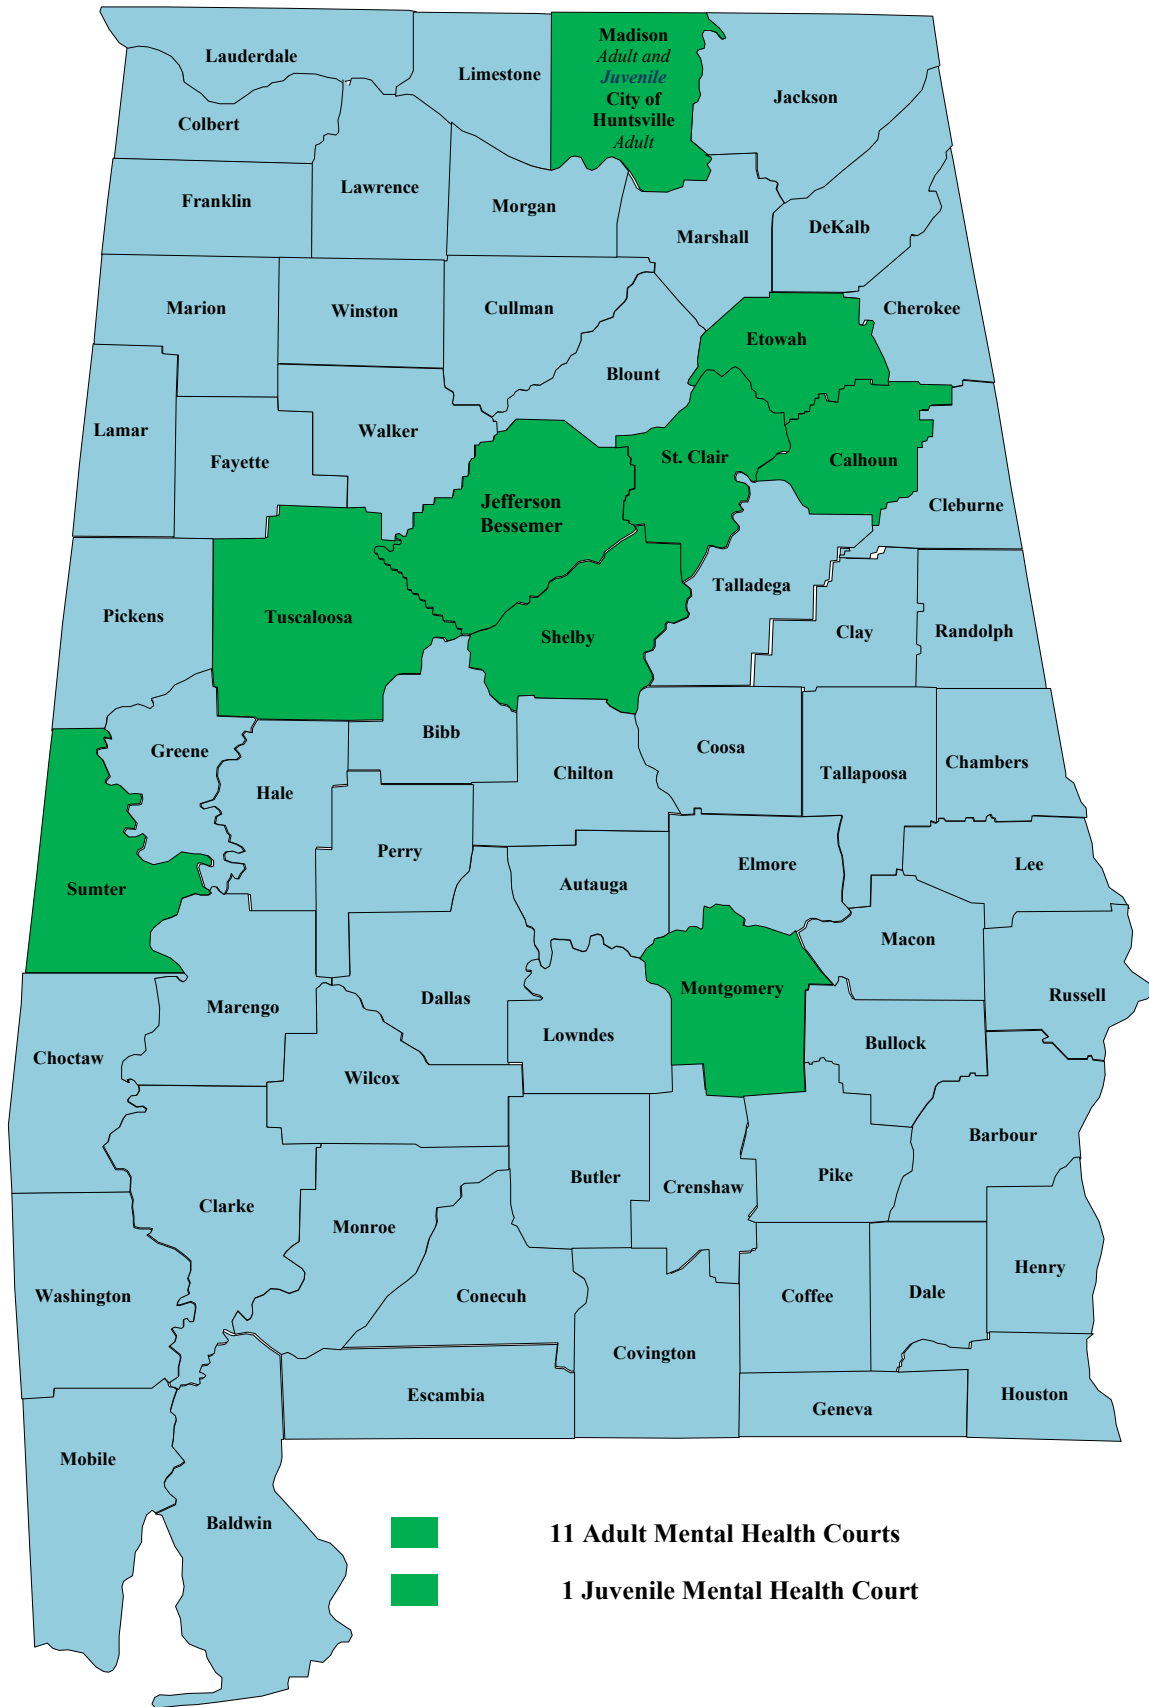 Madison
Adult and
Juvenile
City of
Huntsville
Adult
Lauderdale
Limestone
Jackson
Colbert
Lawrence
Franklin
Morgan
DeKalb
Marshall
Marion
Winston
Cullman
Cherokee
Etowah
Blount
Lamar
Walker
Fayette
St. Clair
Calhoun
Jefferson
Bessemer
Cleburne
Talladega
Pickens
Tuscaloosa
Shelby
Clay
Randolph
Bibb
Greene
Coosa
Chilton
Tallapoosa
Chambers
Hale
Perry
Elmore
Lee
Sumter
Autauga
Macon
Montgomery
Dallas
Russell
Marengo
Lowndes
Bullock
Choctaw
Wilcox
Barbour
Butler
Pike
Crenshaw
Clarke
Monroe
Henry
Washington
Conecuh
Coffee
Dale
Covington
Escambia
Houston
Geneva
Mobile
Baldwin
11 Adult Mental Health Courts
1 Juvenile Mental Health Court